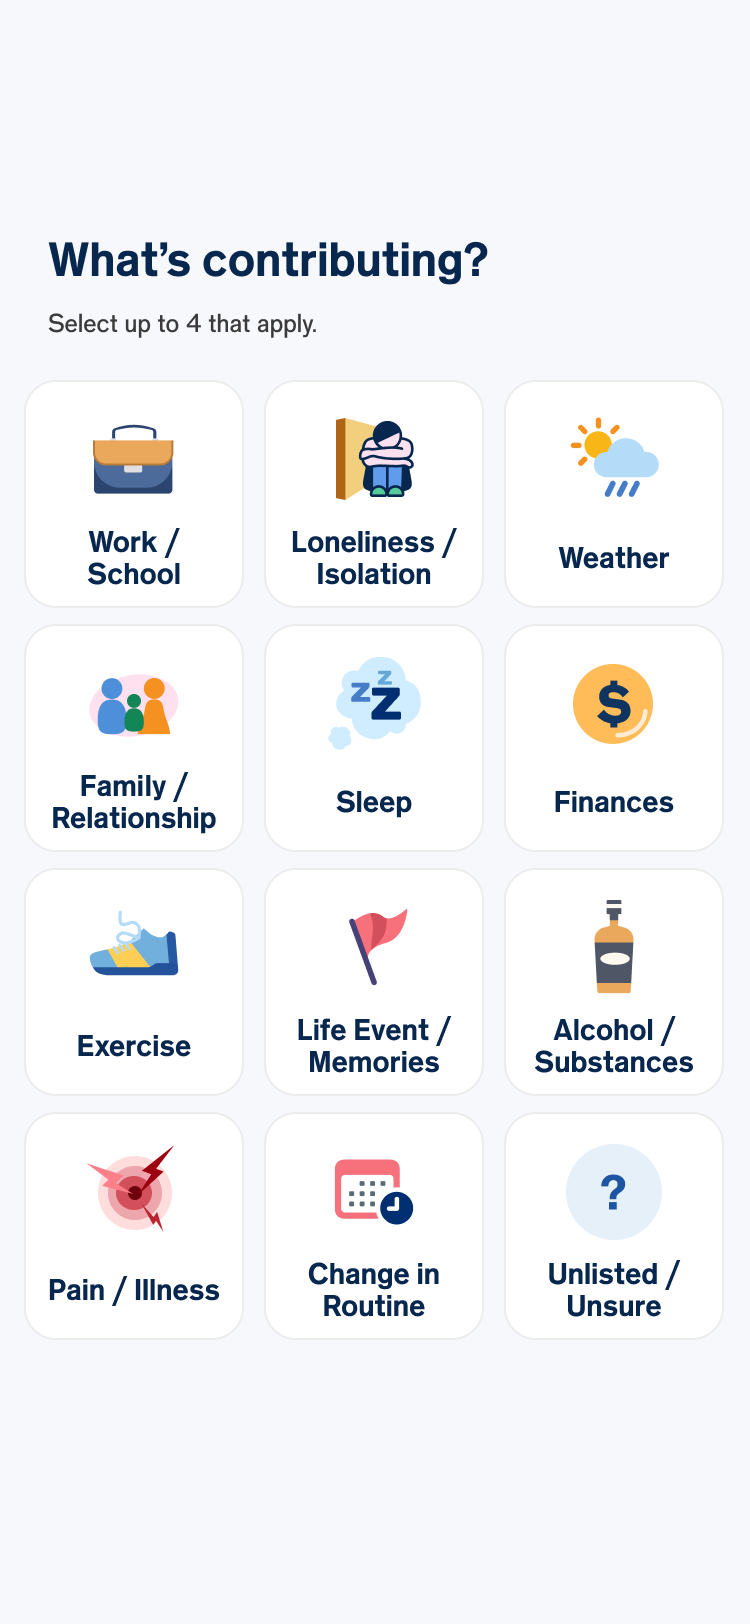 What’s contributing?
Select up to 4 that apply.
Work /
School
Loneliness /
Isolation
Weather
Family /
Relationship
z
z
z
Sleep
$
Finances
Exercise
Life Event /
Memories
Alcohol /
Substances
Pain / Illness
Change in
Routine
?
Unlisted /
Unsure